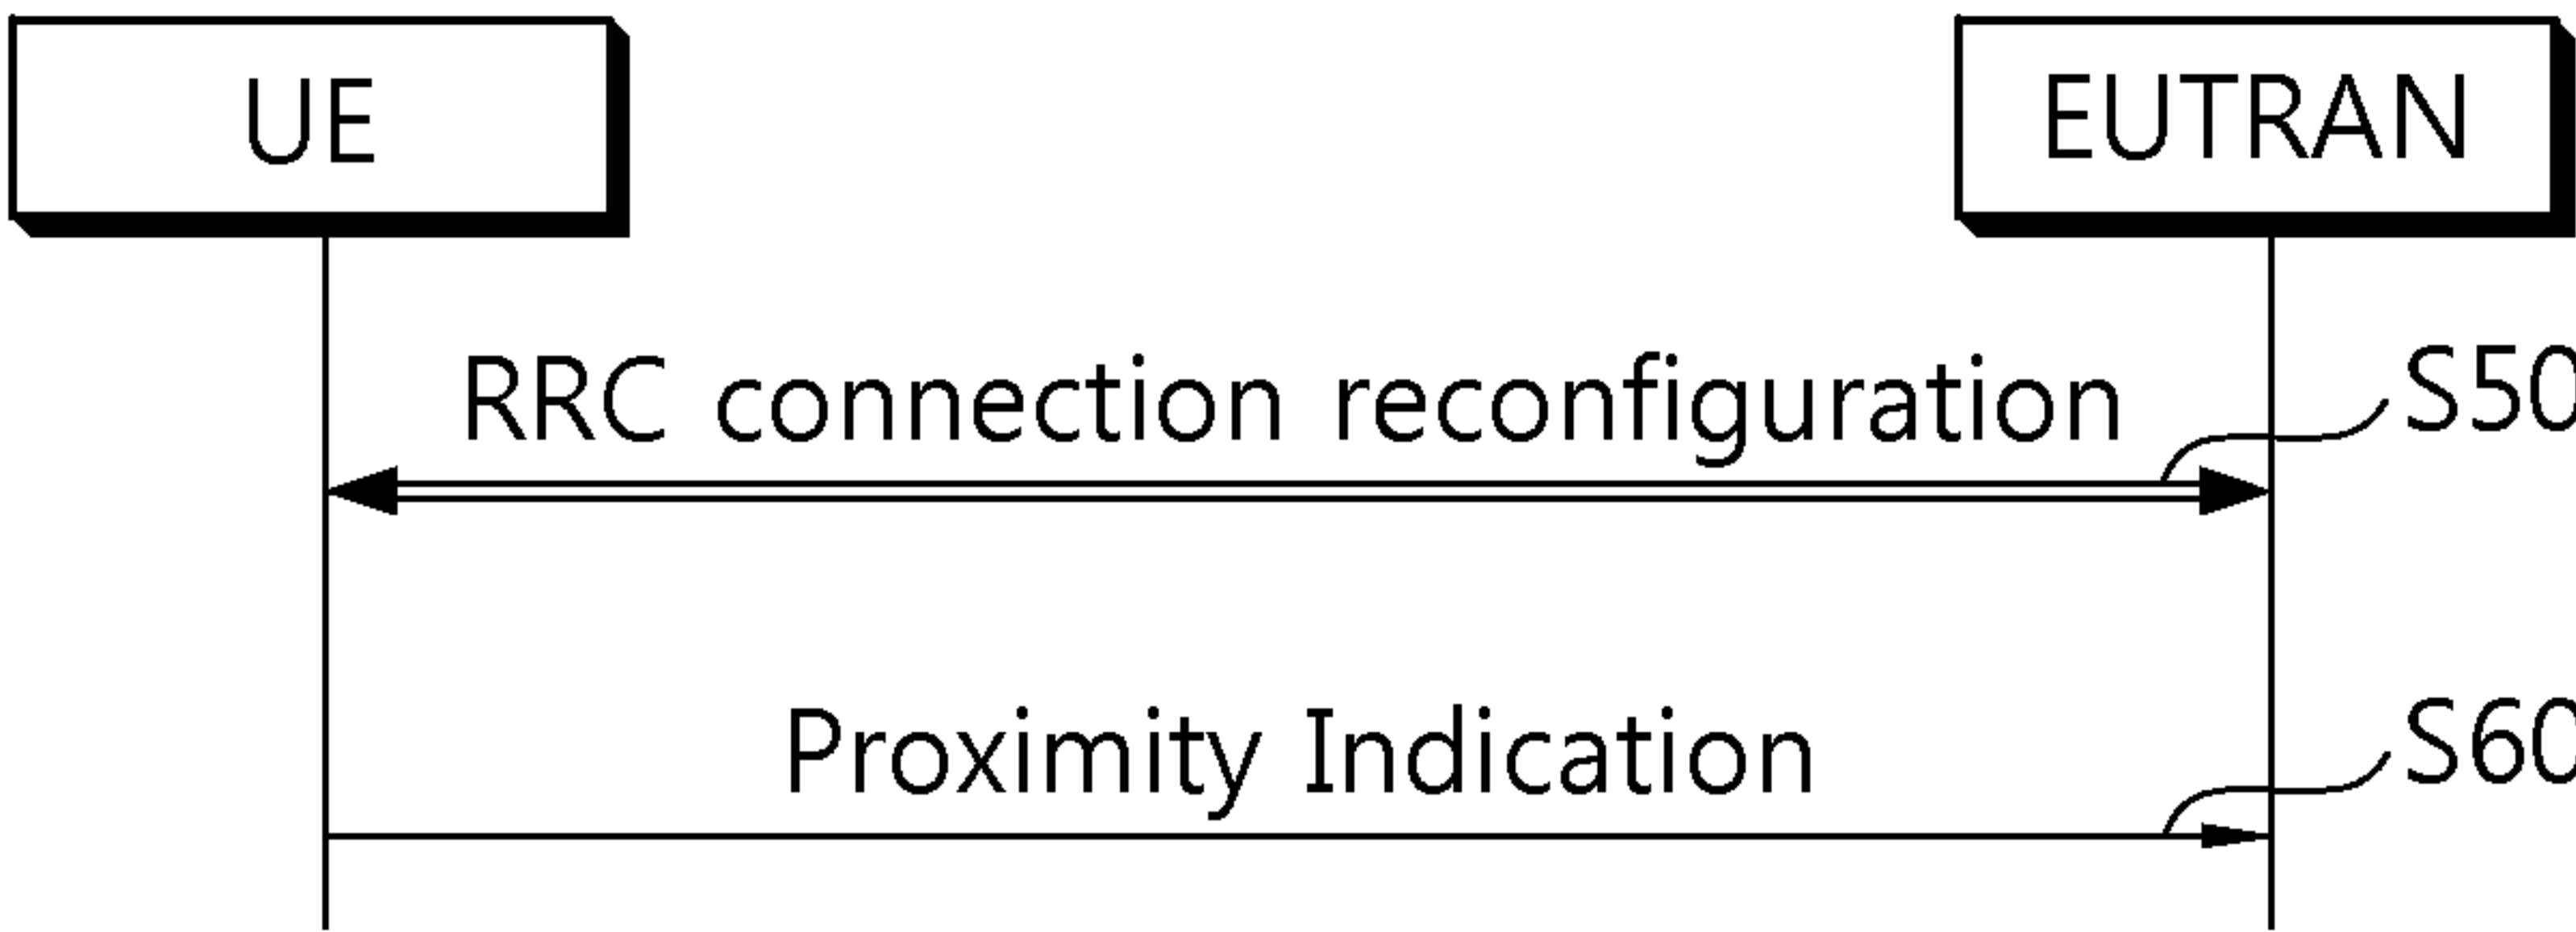 UE
EUTRAN
RRC connection reconfiguration
S50
Proximity Indication
S60